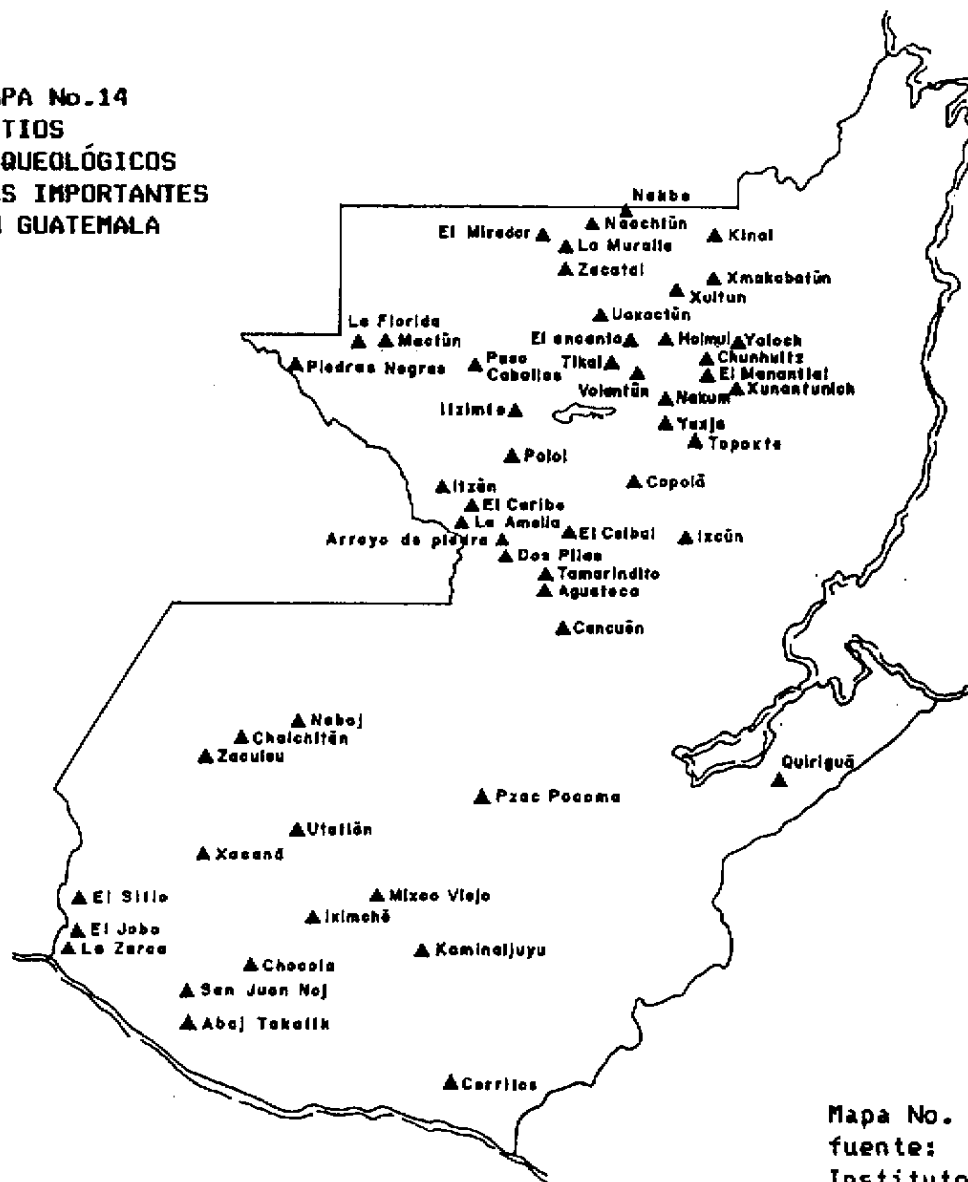 PA No.14
TIOS
QUEOLÓGICOS
S IMPORTANTES
GUATEMALA
Nakbe
Naachtún
El Mirador
Kinal
La Muralla
Zacatal
Xmakabatún
Xultun
Uaxactún
La Florida
Mactún
El encanto
Holmul
Yaloch
Piedras Negras
Paso
Caballos
Tikal
Chunhuitz
El Manantial
Volantún
Xunantunich
Nakum
Itzimte
Yaxja
Topoxte
Polol
Itzán
Copolá
El Caribe
La Amelia
Arroyo de piedra
El Ceibal
Ixcún
Dos Pilas
Tamarindito
Aguateca
Cancuén
Nebaj
Chalchitán
Zaculeu
Quiriguá
Pzac Pocoma
Utatlán
Xacaná
El Sitio
Mixco Viejo
Iximché
El Jobo
La Zarca
Kaminaljuyu
Chocola
San Juan Noj
Abaj Takalik
Cerritos
Mapa No.
fuente:
Instituto